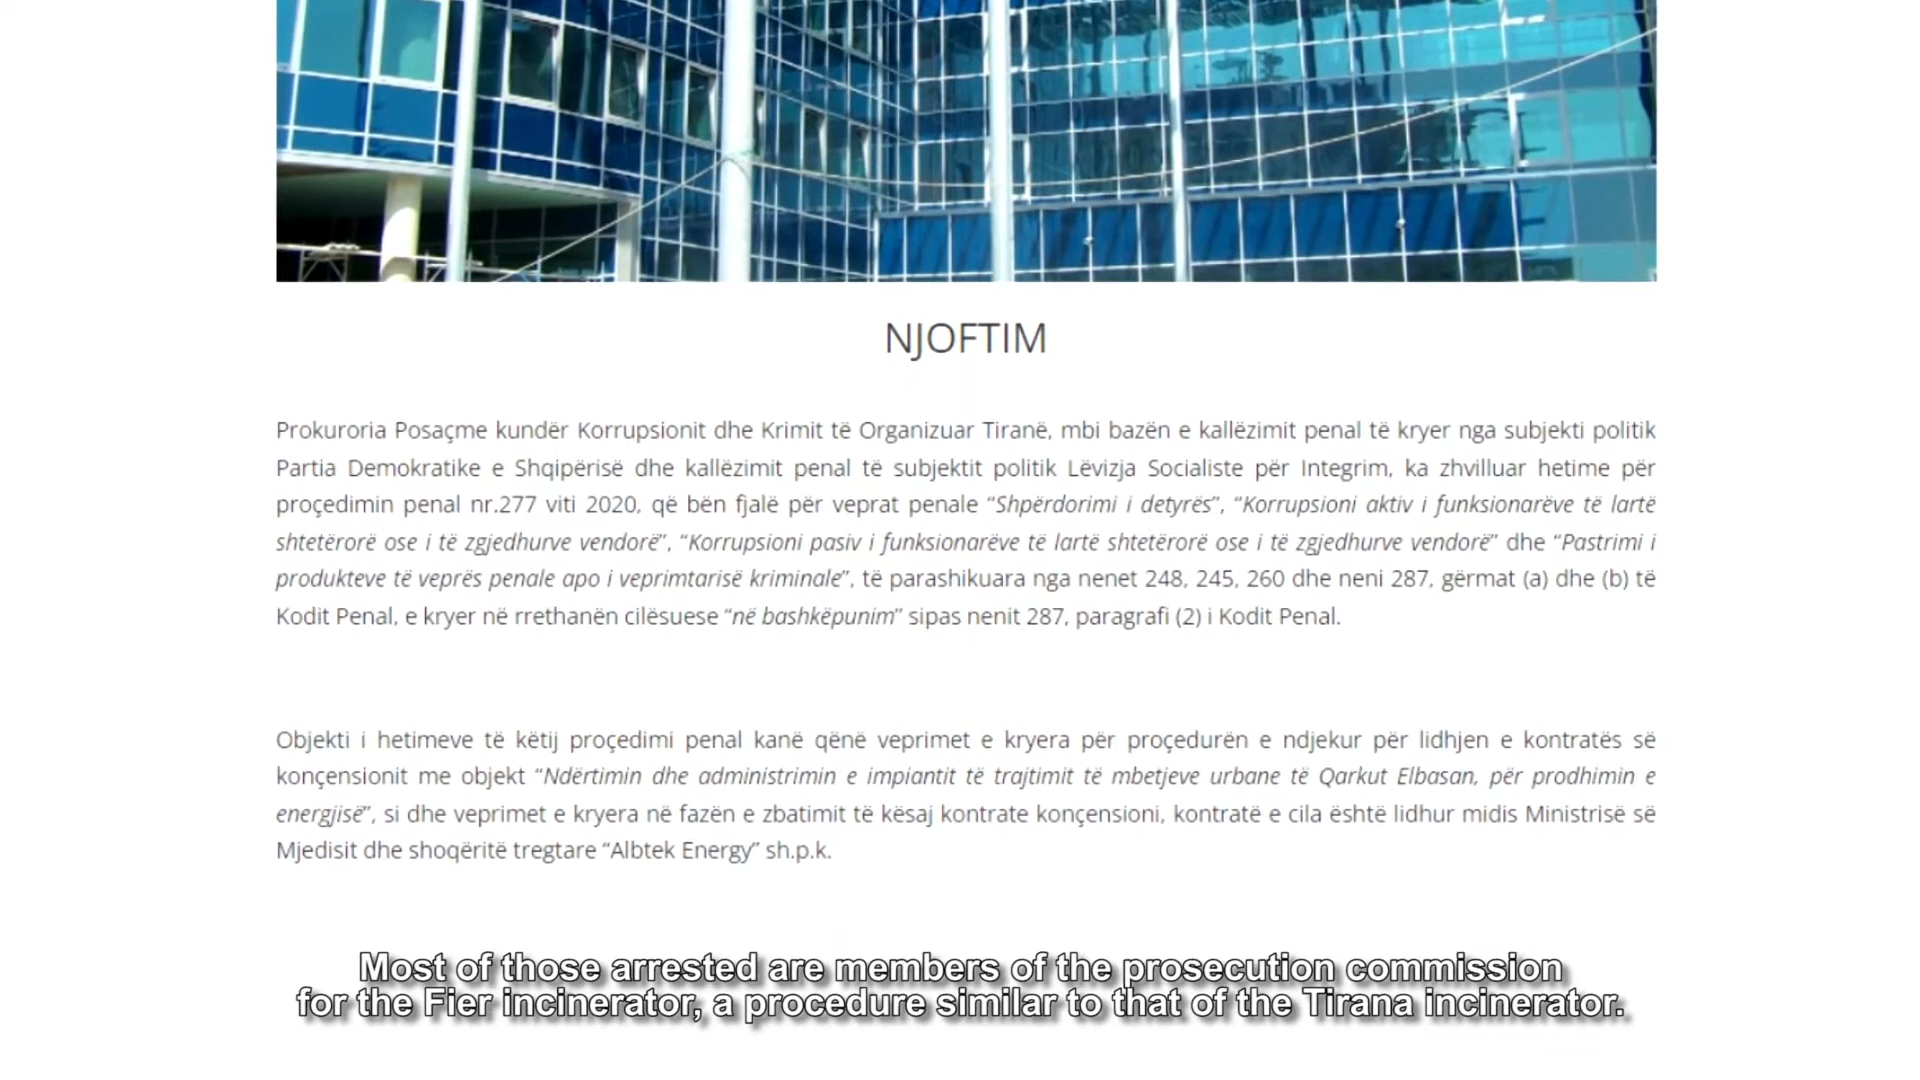 NJOFTIM
Prokuroria Posaçme kundër Korrupsionit dhe Krimit të Organizuar Tiranë, mbi bazën e kallëzimit penal të kryer nga subjekti politik
Partia Demokratike e Shqipërisë dhe kallëzimit penal të subjektit politik Lëvizja Socialiste për Integrim, ka zhvilluar hetime për
proçedimin penal nr.277 viti 2020, që bën fjalë për veprat penale “Shpërdorimi i detyrës”, “Korrupsioni aktiv i funksionarëve të lartë
shtetërorë ose i të zgjedhurve vendorë”, “Korrupsioni pasiv i funksionarëve të lartë shtetërorë ose i të zgjedhurve vendorë” dhe “Pastrimi i
produkteve të veprës penale apo i veprimtarisë kriminale”, të parashikuara nga nenet 248, 245, 260 dhe neni 287, gërmat (a) dhe (b) të
Kodit Penal, e kryer në rrethanën cilësuese “në bashkëpunim” sipas nenit 287, paragrafi (2) i Kodit Penal.
Objekti i hetimeve të këtij proçedimi penal kanë qënë veprimet e kryera për proçedurën e ndjekur për lidhjen e kontratës së
konçensionit me objekt “Ndërtimin dhe administrimin e impiantit të trajtimit të mbetjeve urbane të Qarkut Elbasan, për prodhimin e
energjisë”, si dhe veprimet e kryera në fazën e zbatimit të kësaj kontrate konçensioni, kontratë e cila është lidhur midis Ministrisë së
Mjedisit dhe shoqëritë tregtare “Albtek Energy” sh.p.k.
Most of those arrested are members of the prosecution commission
for the Fier incinerator, a procedure similar to that of the Tirana incinerator.